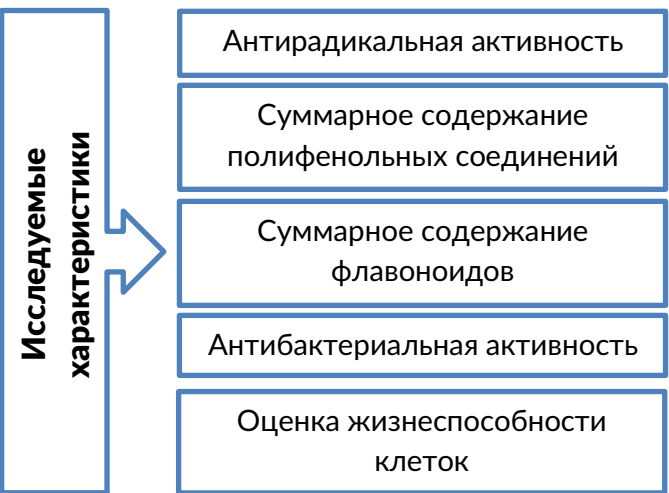 Исследуемые
характеристики
Антирадикальная активность
Суммарное содержание
полифенольных соединений
Суммарное содержание
флавоноидов
Антибактериальная активность
Оценка жизнеспособности
клеток